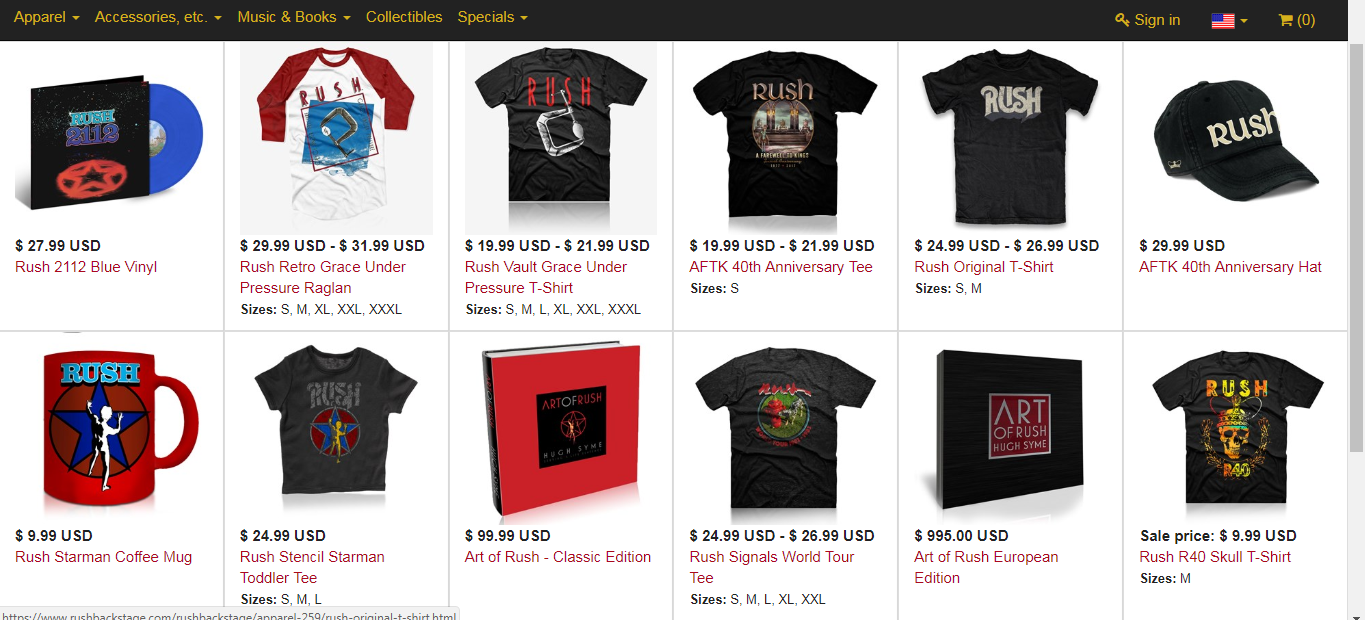 Apparel Accessories, etc. Music & Books Collectibles Specials Sign in (0)
RUSH
2112
RUSH
RUSH
RUSH
A FAREWELL TO KINGS
RUSH
RUSH
$ 27.99 USD
Rush 2112 Blue Vinyl
$ 29.99 USD - $ 31.99 USD
Rush Retro Grace Under
Pressure Raglan
Sizes: S, M, XL, XXL, XXXL
$ 19.99 USD - $ 21.99 USD
Rush Vault Grace Under
Pressure T-Shirt
Sizes: S, M, L, XL, XXL, XXXL
$ 19.99 USD - $ 21.99 USD
AFTK 40th Anniversary Tee
Sizes: S
$ 24.99 USD - $ 26.99 USD
Rush Original T-Shirt
Sizes: S, M
$ 29.99 USD
AFTK 40th Anniversary Hat
RUSH
RUSH
ART OF RUSH
HUGH SYME
Rush
ART
OF RUSH
HUGH SYME
RUSH
R40
$ 9.99 USD
Rush Starman Coffee Mug
$ 24.99 USD
Rush Stencil Starman
Toddler Tee
Sizes: S, M, L
$ 99.99 USD
Art of Rush - Classic Edition
$ 24.99 USD - $ 26.99 USD
Rush Signals World Tour
Tee
Sizes: S, M, L, XL, XXL
$ 995.00 USD
Art of Rush European
Edition
Sale price: $ 9.99 USD
Rush R40 Skull T-Shirt
Sizes: M
https://www.rushbackstage.com/rushbackstage/apparel-259/rush-original-t-shirt.html